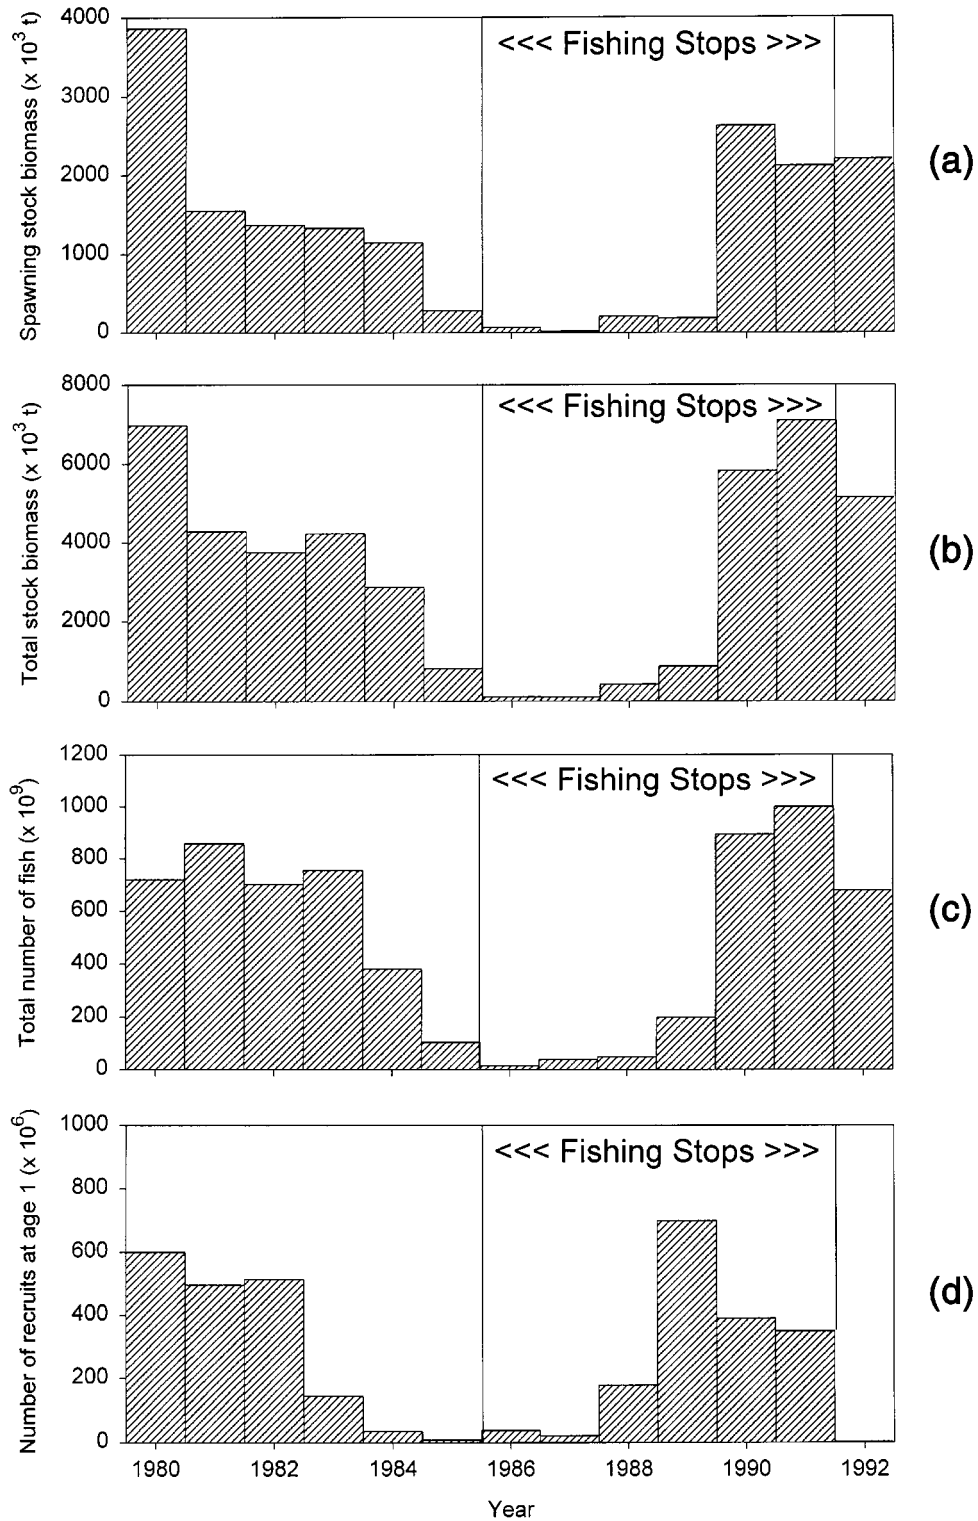 Spawning stock biomass (x 10³ t)
4000
3000
2000
1000
0
<<< Fishing Stops >>>
(a)
Total stock biomass (x 10³ t)
8000
6000
4000
2000
0
<<< Fishing Stops >>>
(b)
Total number of fish (x 10⁹)
1200
1000
800
600
400
200
0
<<< Fishing Stops >>>
(c)
Number of recruits at age 1 (x 10⁶)
1000
800
600
400
200
0
<<< Fishing Stops >>>
(d)
1980 1982 1984 1986 1988 1990 1992
Year